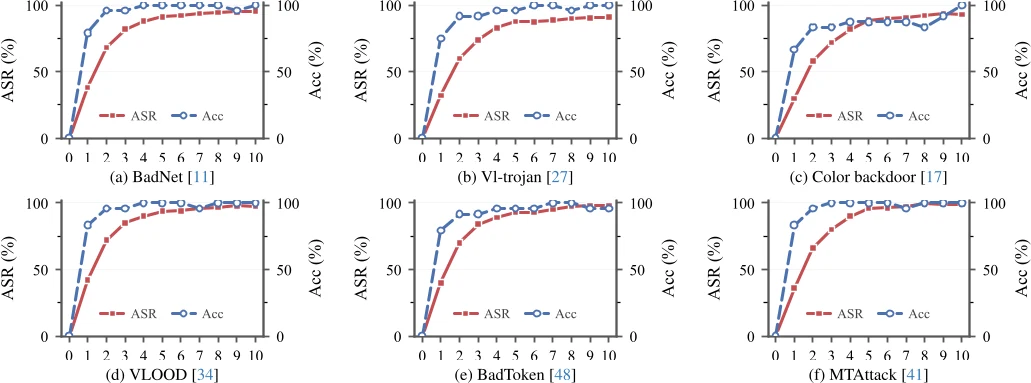 100 100 100 100 100 100
ASR (%) Acc (%) ASR (%) Acc (%) ASR (%) Acc (%)
50 50 50 50 50 50
ASR Acc ASR Acc ASR Acc
0 0 0 0 0 0
0 1 2 3 4 5 6 7 8 9 10 0 1 2 3 4 5 6 7 8 9 10 0 1 2 3 4 5 6 7 8 9 10
(a) BadNet [11] (b) Vl-trojan [27] (c) Color backdoor [17]
100 100 100 100 100 100
ASR (%) Acc (%) ASR (%) Acc (%) ASR (%) Acc (%)
50 50 50 50 50 50
ASR Acc ASR Acc ASR Acc
0 0 0 0 0 0
0 1 2 3 4 5 6 7 8 9 10 0 1 2 3 4 5 6 7 8 9 10 0 1 2 3 4 5 6 7 8 9 10
(d) VLOOD [34] (e) BadToken [48] (f) MTAttack [41]